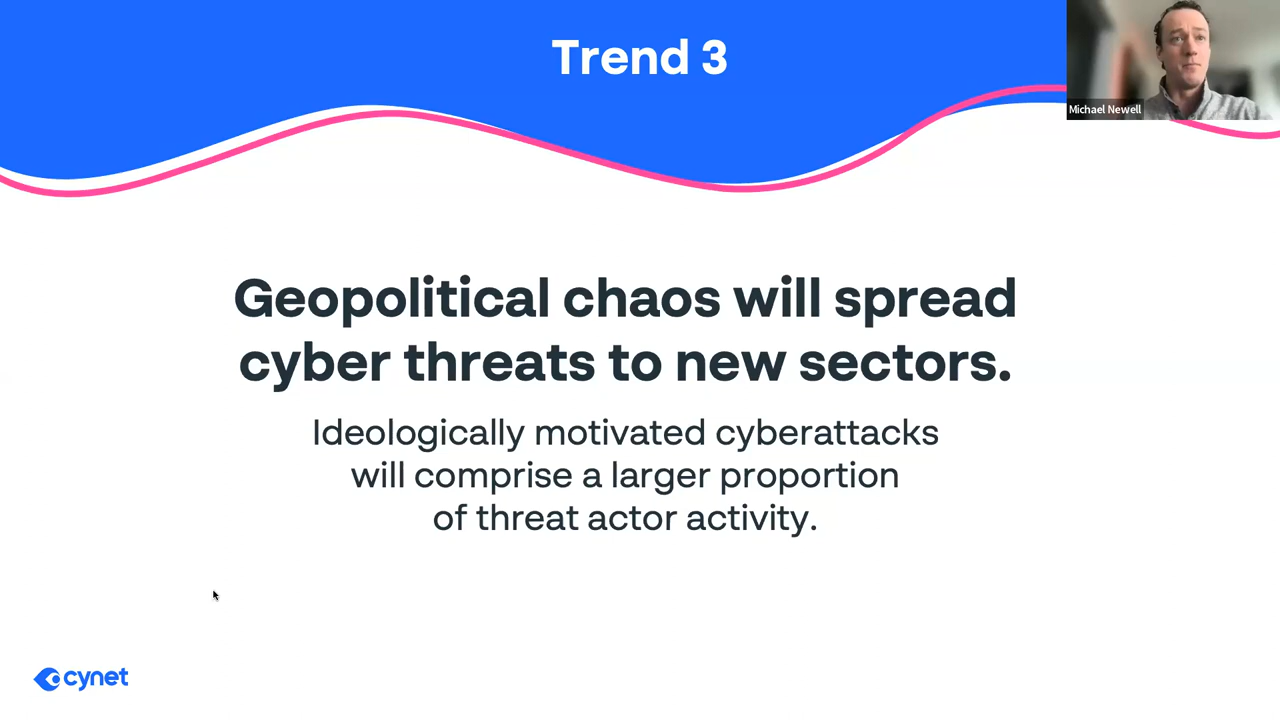 Trend 3
Michael Newell
Geopolitical chaos will spread
cyber threats to new sectors.
Ideologically motivated cyberattacks
will comprise a larger proportion
of threat actor activity.
cynet